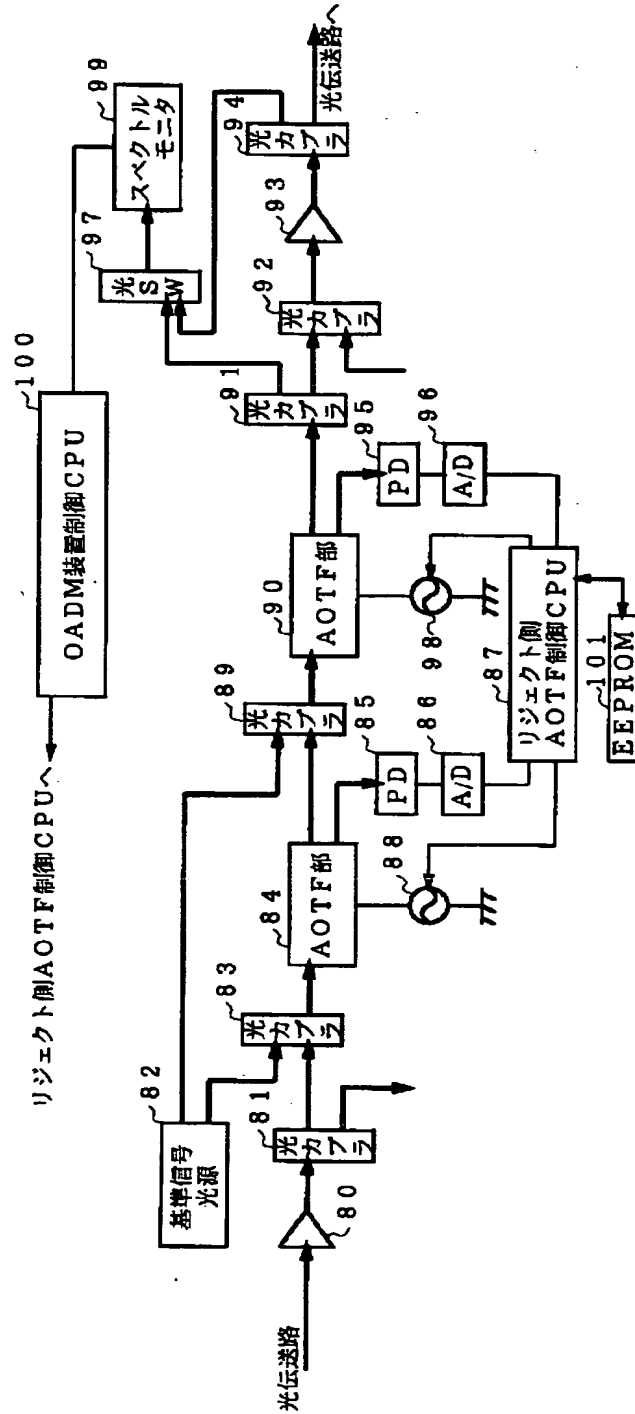 リジェクト側AOTF制御CPUへ
100
OADM装置制御CPU
99
スペクトル
モニタ
97
光SW
82
基準信号
光源
光伝送路
80
81
光カプラ
83
光カプラ
84
AOTF部
85
PD
86
A/D
88
89
光カプラ
90
AOTF部
91
光カプラ
92
光カプラ
93
94
光カプラ
光伝送路へ
95
PD
96
A/D
98
87
リジェクト側
AOTF制御CPU
101
EEPROM